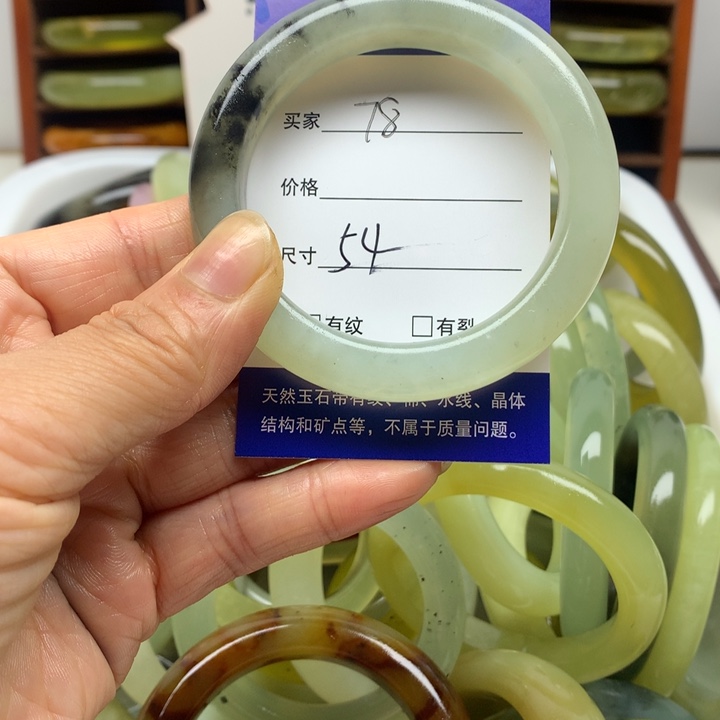 买家 78
价格
尺寸 54
有纹 有裂
天然玉石带有纹、棉、水线、晶体
结构和矿点等，不属于质量问题。